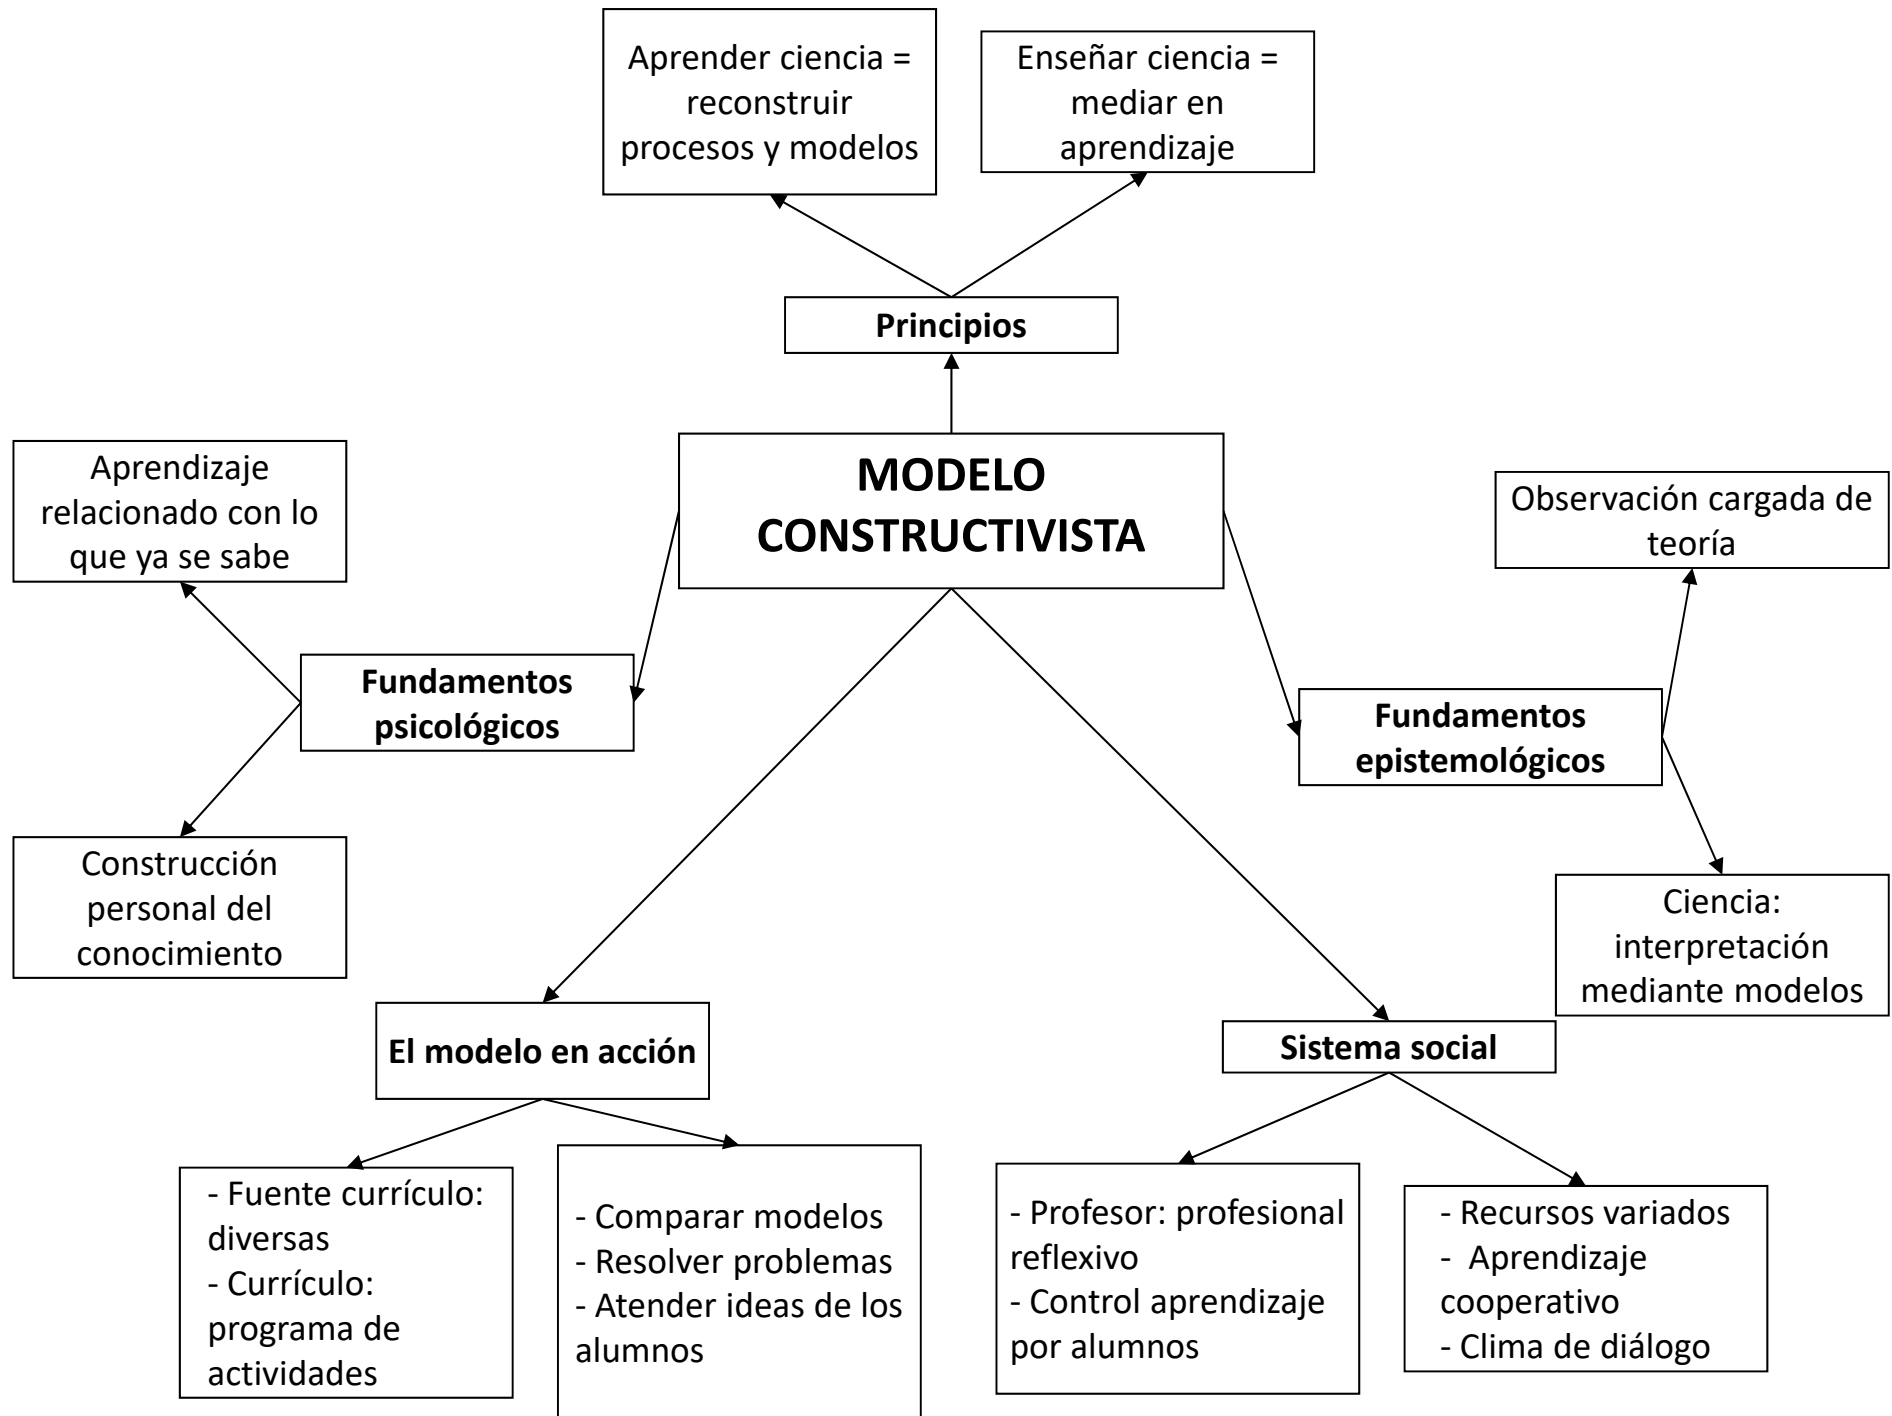 Aprender ciencia =
reconstruir
procesos y modelos
Enseñar ciencia =
mediar en
aprendizaje
Principios
MODELO
CONSTRUCTIVISTA
Aprendizaje
relacionado con lo
que ya se sabe
Observación cargada de
teoría
Fundamentos
psicológicos
Fundamentos
epistemológicos
Construcción
personal del
conocimiento
Ciencia:
interpretación
mediante modelos
El modelo en acción
Sistema social
- Fuente currículo:
diversas
- Currículo:
programa de
actividades
- Comparar modelos
- Resolver problemas
- Atender ideas de los
alumnos
- Profesor: profesional
reflexivo
- Control aprendizaje
por alumnos
- Recursos variados
- Aprendizaje
cooperativo
- Clima de diálogo